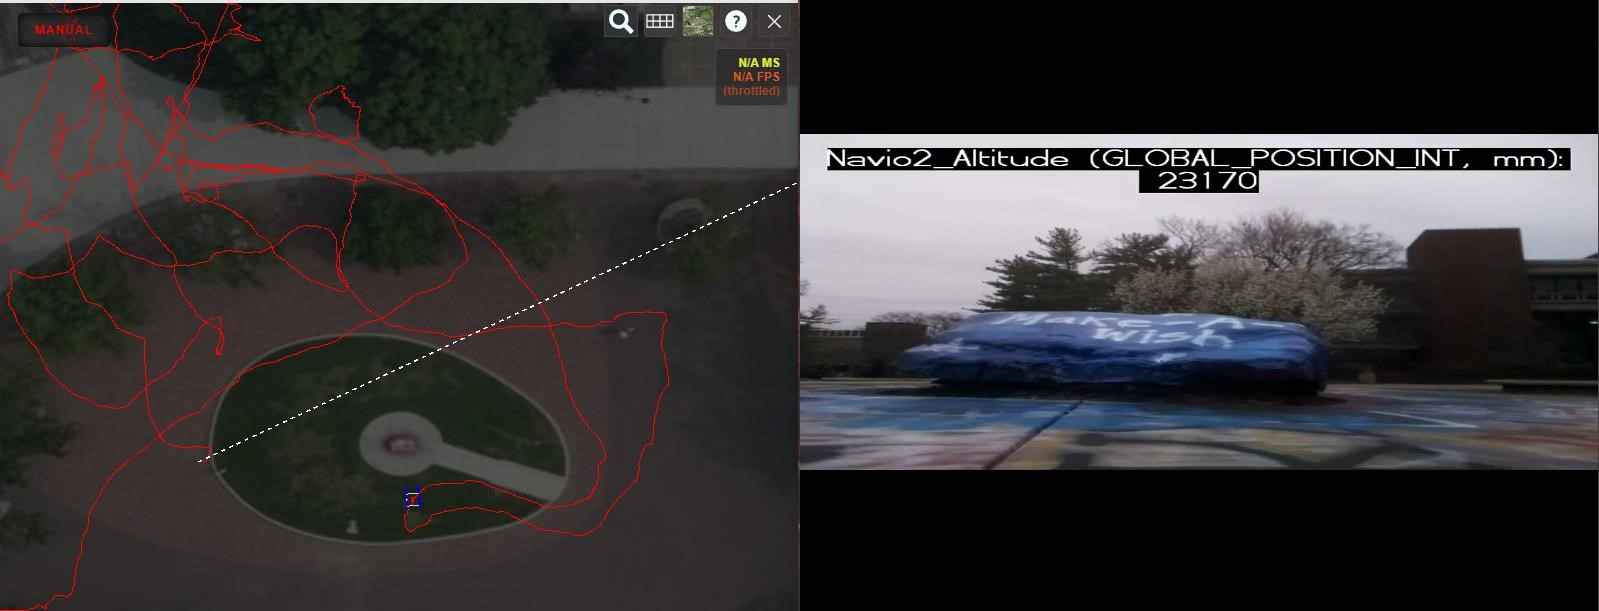 MANUAL
?
N/A MS
N/A FPS
(throttled)
Navio2_Altitude (GLOBAL_POSITION_INT, mm):
23170
Make A
Wish